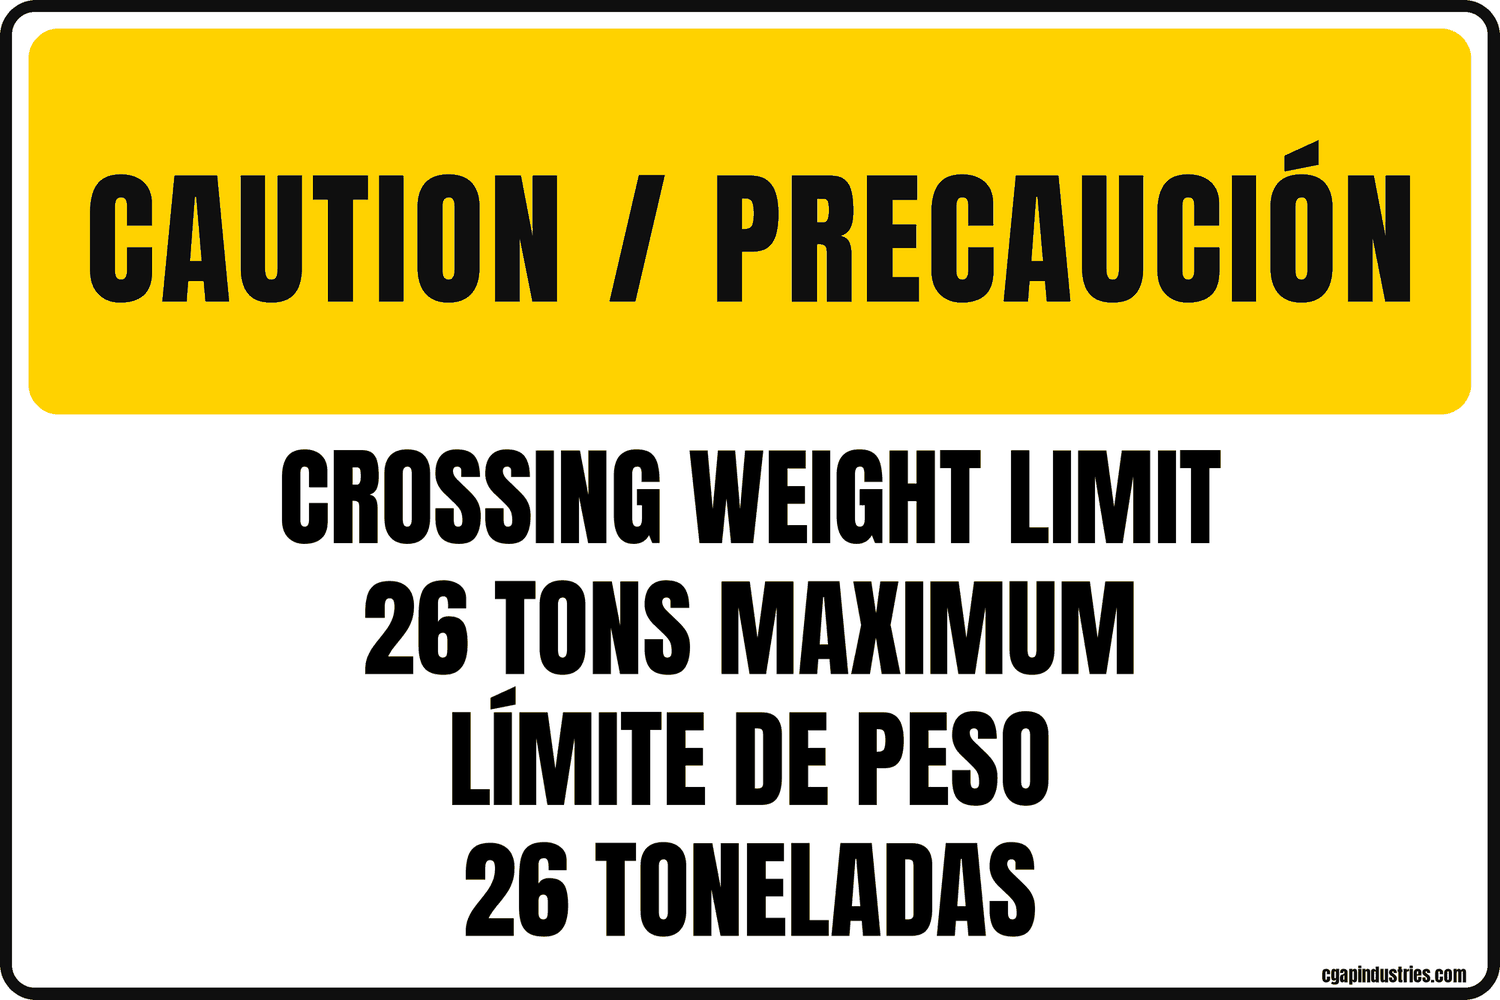 CAUTION / PRECAUCIÓN
CROSSING WEIGHT LIMIT
26 TONS MAXIMUM
LÍMITE DE PESO
26 TONELADAS
cgapindustries.com